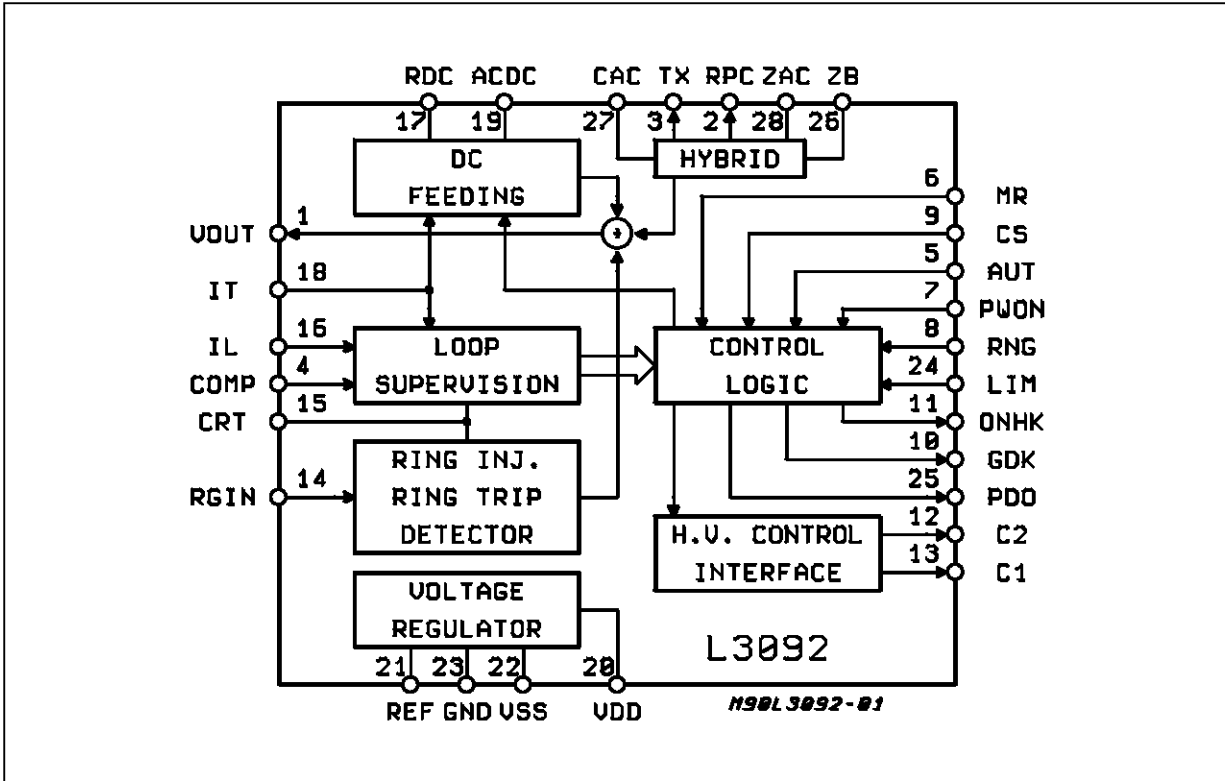 RDC ACDC CAC TX RPC ZAC ZB
17 19 27 3 2 28 26
DC
FEEDING
HYBRID
6 MR
1
VOUT
9 CS
5 AUT
18
IT
7 PWON
16
IL
LOOP
SUPERVISION
CONTROL
LOGIC
8 RNG
4
COMP
24 LIM
15
CRT
11 ONHK
RING INJ.
RING TRIP
DETECTOR
10 GDK
14
RGIN
25 PDO
H.V. CONTROL
INTERFACE
12 C2
13 C1
VOLTAGE
REGULATOR
L3092
21 23 22 20
REF GND VSS VDD
M90L3092-01